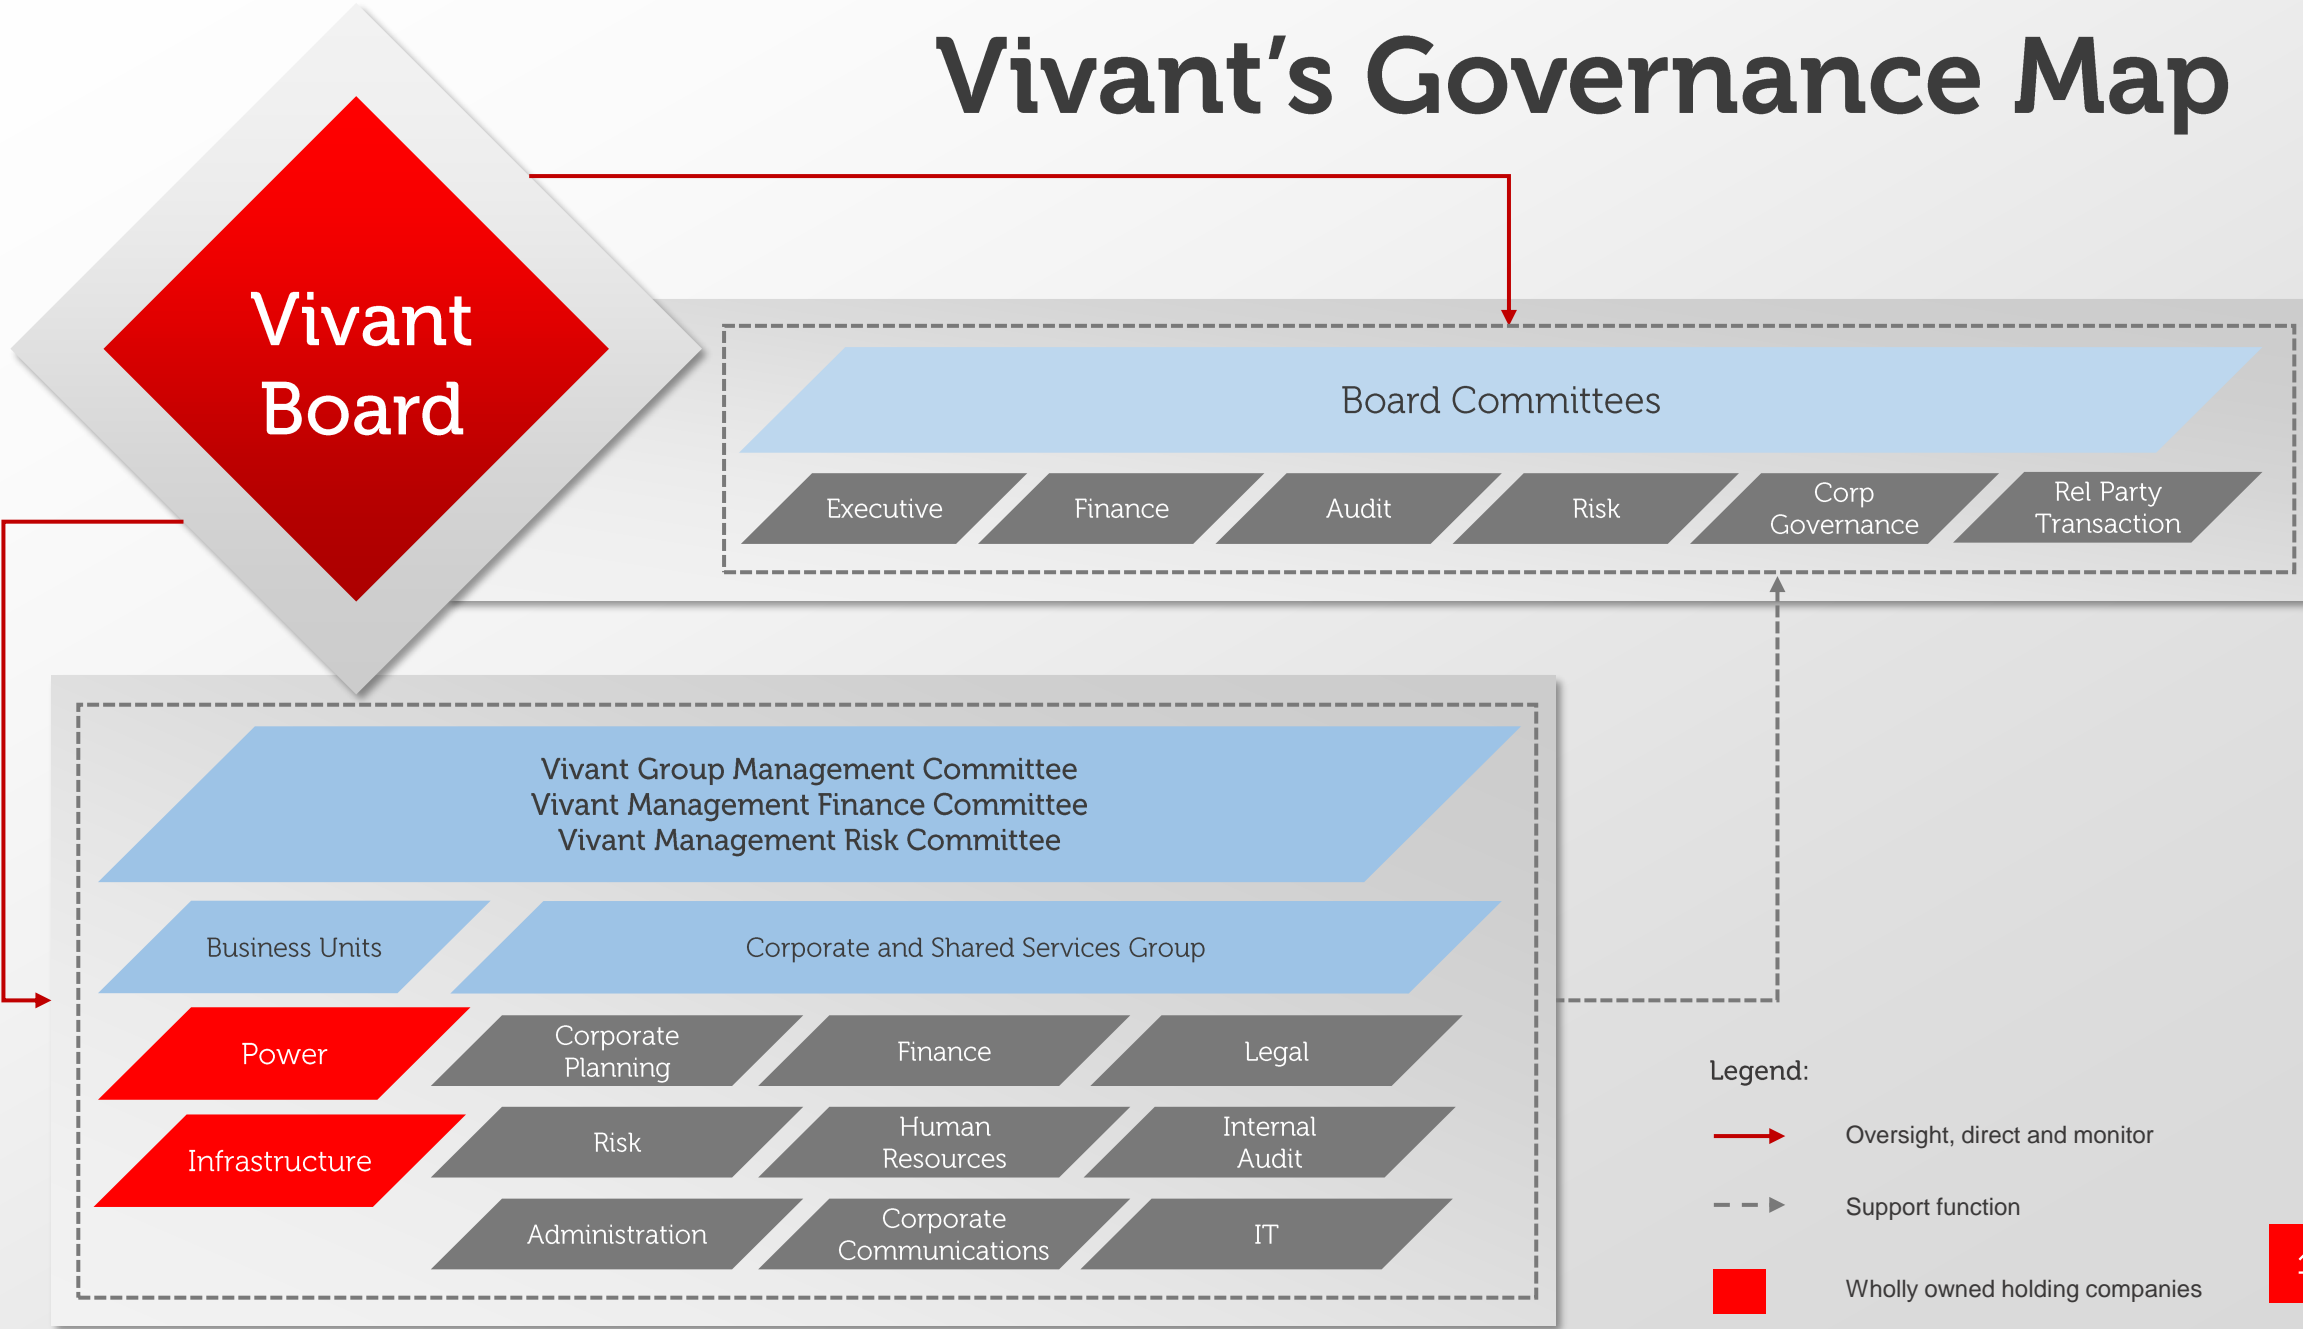 Vivant's Governance Map
Vivant
Board
Board Committees
Executive
Finance
Audit
Risk
Corp
Governance
Rel Party
Transaction
Vivant Group Management Committee
Vivant Management Finance Committee
Vivant Management Risk Committee
Business Units
Corporate and Shared Services Group
Power
Corporate
Planning
Finance
Legal
Infrastructure
Risk
Human
Resources
Internal
Audit
Administration
Corporate
Communications
IT
Legend:
Oversight, direct and monitor
Support function
Wholly owned holding companies